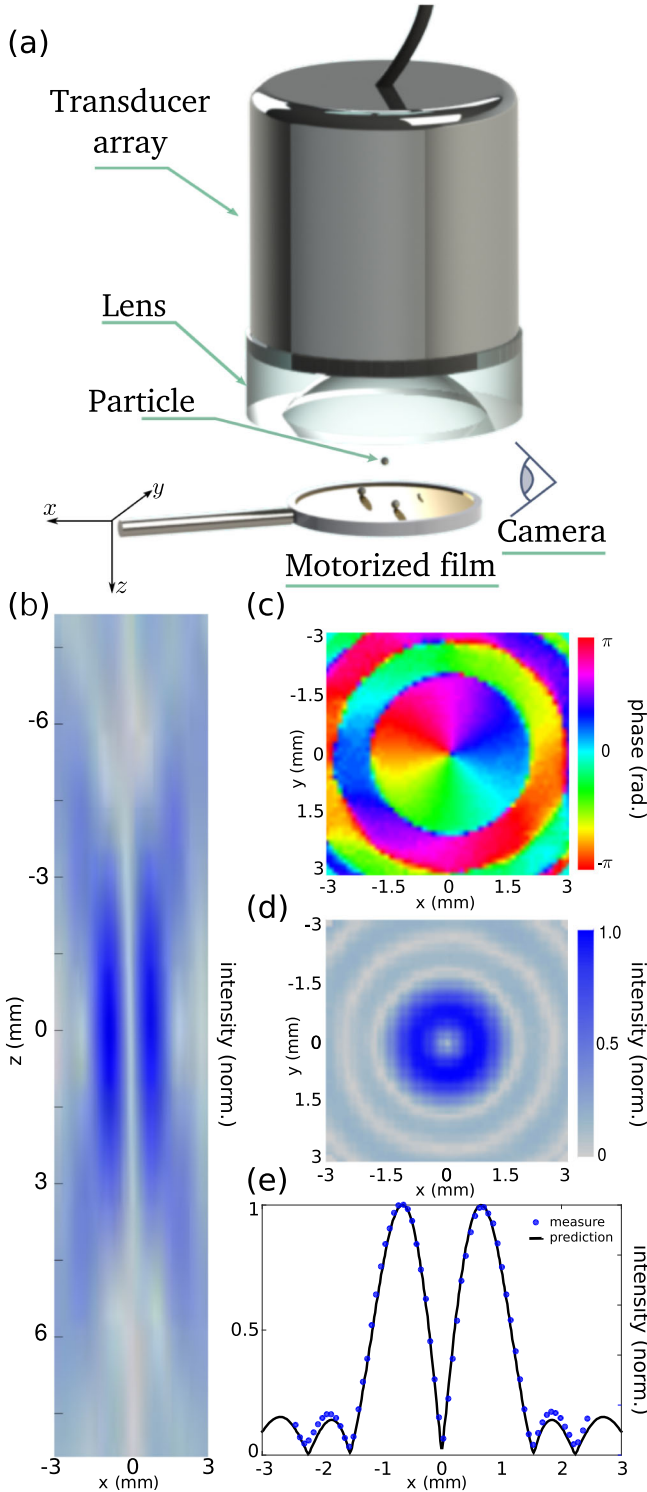 (a)
Transducer
array
Lens
Particle
x
y
z
Camera
Motorized film
(b)
-6
-3
0
3
6
z (mm)
-3
0
3
x (mm)
intensity (norm.)
(c)
-3
-1.5
0
1.5
3
y (mm)
-3
-1.5
0
1.5
3
x (mm)
π
0
-π
phase (rad.)
(d)
-3
-1.5
0
1.5
3
y (mm)
-3
-1.5
0
1.5
3
x (mm)
1.0
0.5
0
intensity (norm.)
(e)
1
0.5
0
-3
-2
-1
0
1
2
3
x (mm)
measure
prediction
intensity (norm.)